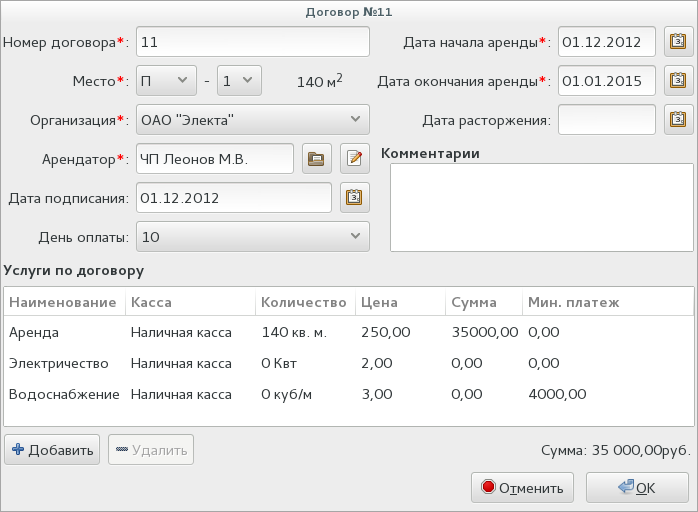 Договор №11
Номер договора*: 11
Дата начала аренды*: 01.12.2012
Место*: П - 1 140 м2
Дата окончания аренды*: 01.01.2015
Организация*: ОАО "Электа"
Дата расторжения:
Арендатор*: ЧП Леонов М.В.
Комментарии
Дата подписания: 01.12.2012
День оплаты: 10
Услуги по договору
Наименование Касса Количество Цена Сумма Мин. платеж
Аренда Наличная касса 140 кв. м. 250,00 35000,00 0,00
Электричество Наличная касса 0 Квт 2,00 0,00 0,00
Водоснабжение Наличная касса 0 куб/м 3,00 0,00 4000,00
Добавить Удалить Сумма: 35 000,00руб.
Отменить OK